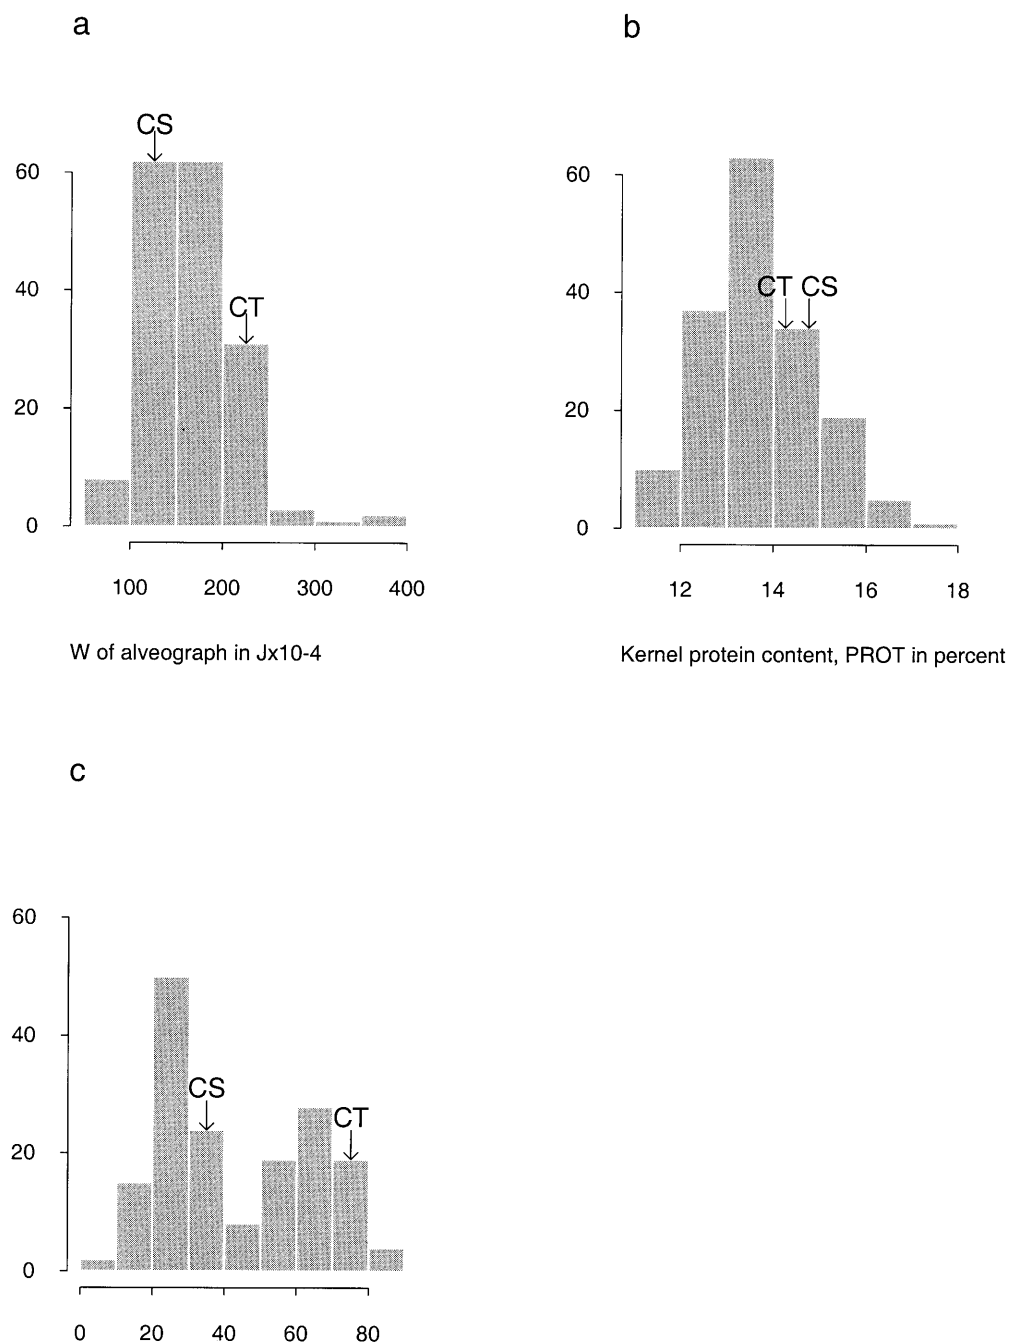 a
CS
60
40
CT
20
0
100 200 300 400
W of alveograph in Jx10-4
b
60
40
CT CS
20
0
12 14 16 18
Kernel protein content, PROT in percent
c
60
40
CS
CT
20
0
0 20 40 60 80